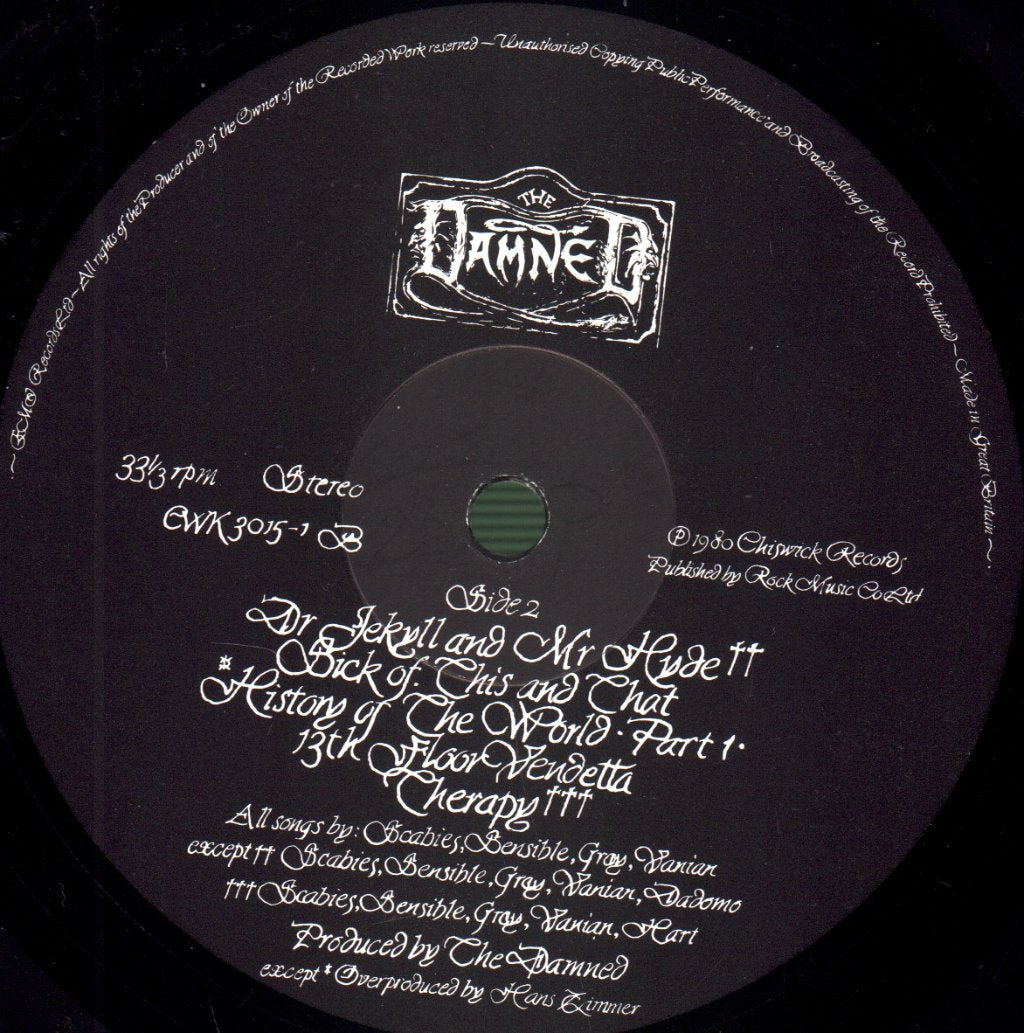 ~ EMI Records Ltd ~ All rights of the Producer and of the Owner of the Recorded Work reserved ~ Unauthorised Copying Public Performance and Broadcasting of the Record Prohibited ~ Made in Great Britain ~
THE
DAMNED
33⅓ rpm Stereo
CWK 3015-1 B
℗ 1980 Chiswick Records
Published by Rock Music Co Ltd
Side 2
Dr Jekyll and Mr Hyde ††
Sick of This and That
* History of The World · Part 1 ·
13th Floor Vendetta
Therapy †††
All songs by: Scabies, Sensible, Gray, Vanian
except †† Scabies, Sensible, Gray, Vanian, Dadomo
††† Scabies, Sensible, Gray, Vanian, Hart
Produced by The Damned
except * Overproduced by Hans Zimmer